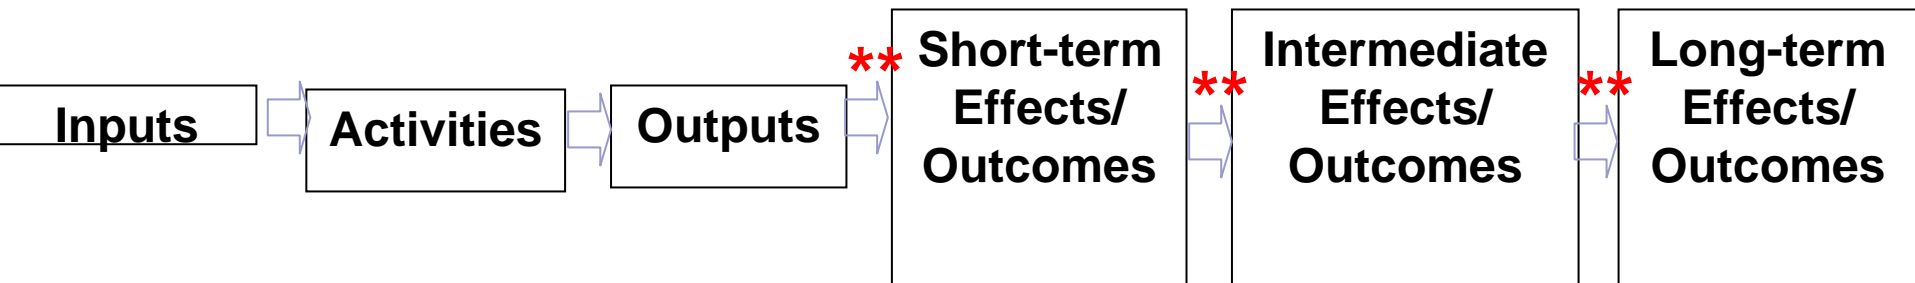 Inputs
Activities
Outputs
**
Short-term
Effects/
Outcomes
**
Intermediate
Effects/
Outcomes
**
Long-term
Effects/
Outcomes